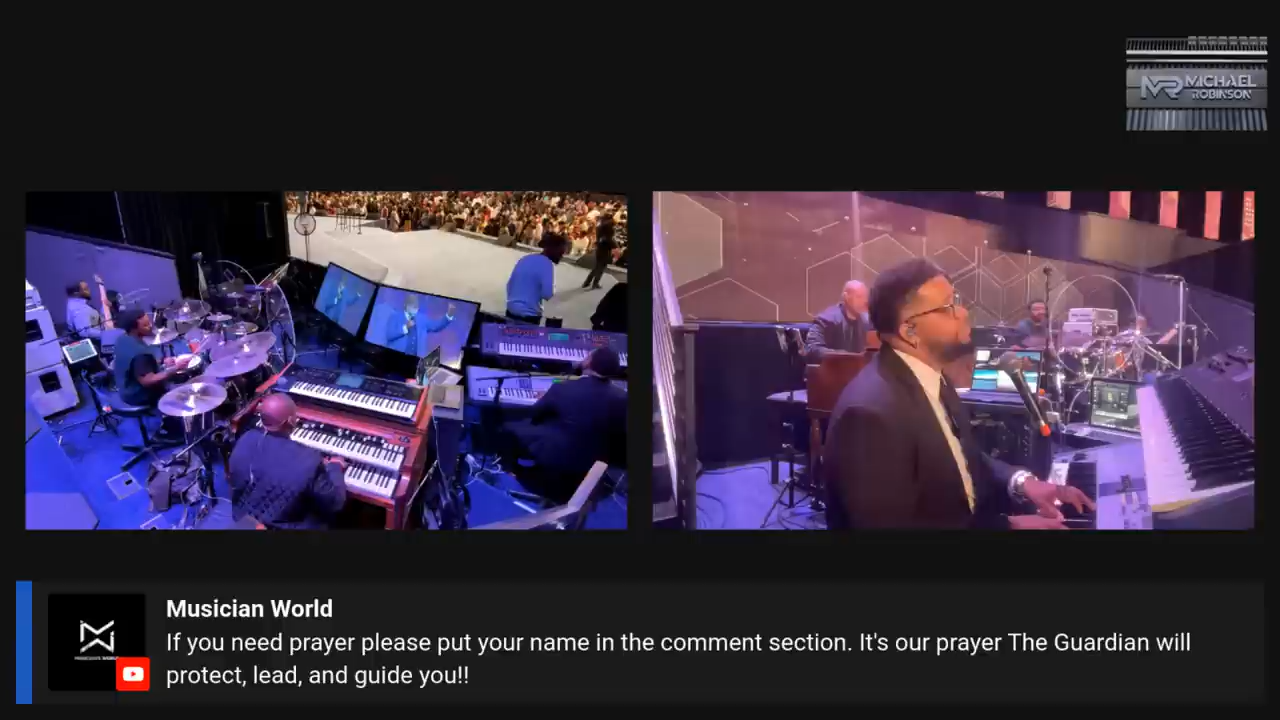 MR MICHAEL
ROBINSON
Musician World
If you need prayer please put your name in the comment section. It's our prayer The Guardian will
protect, lead, and guide you!!